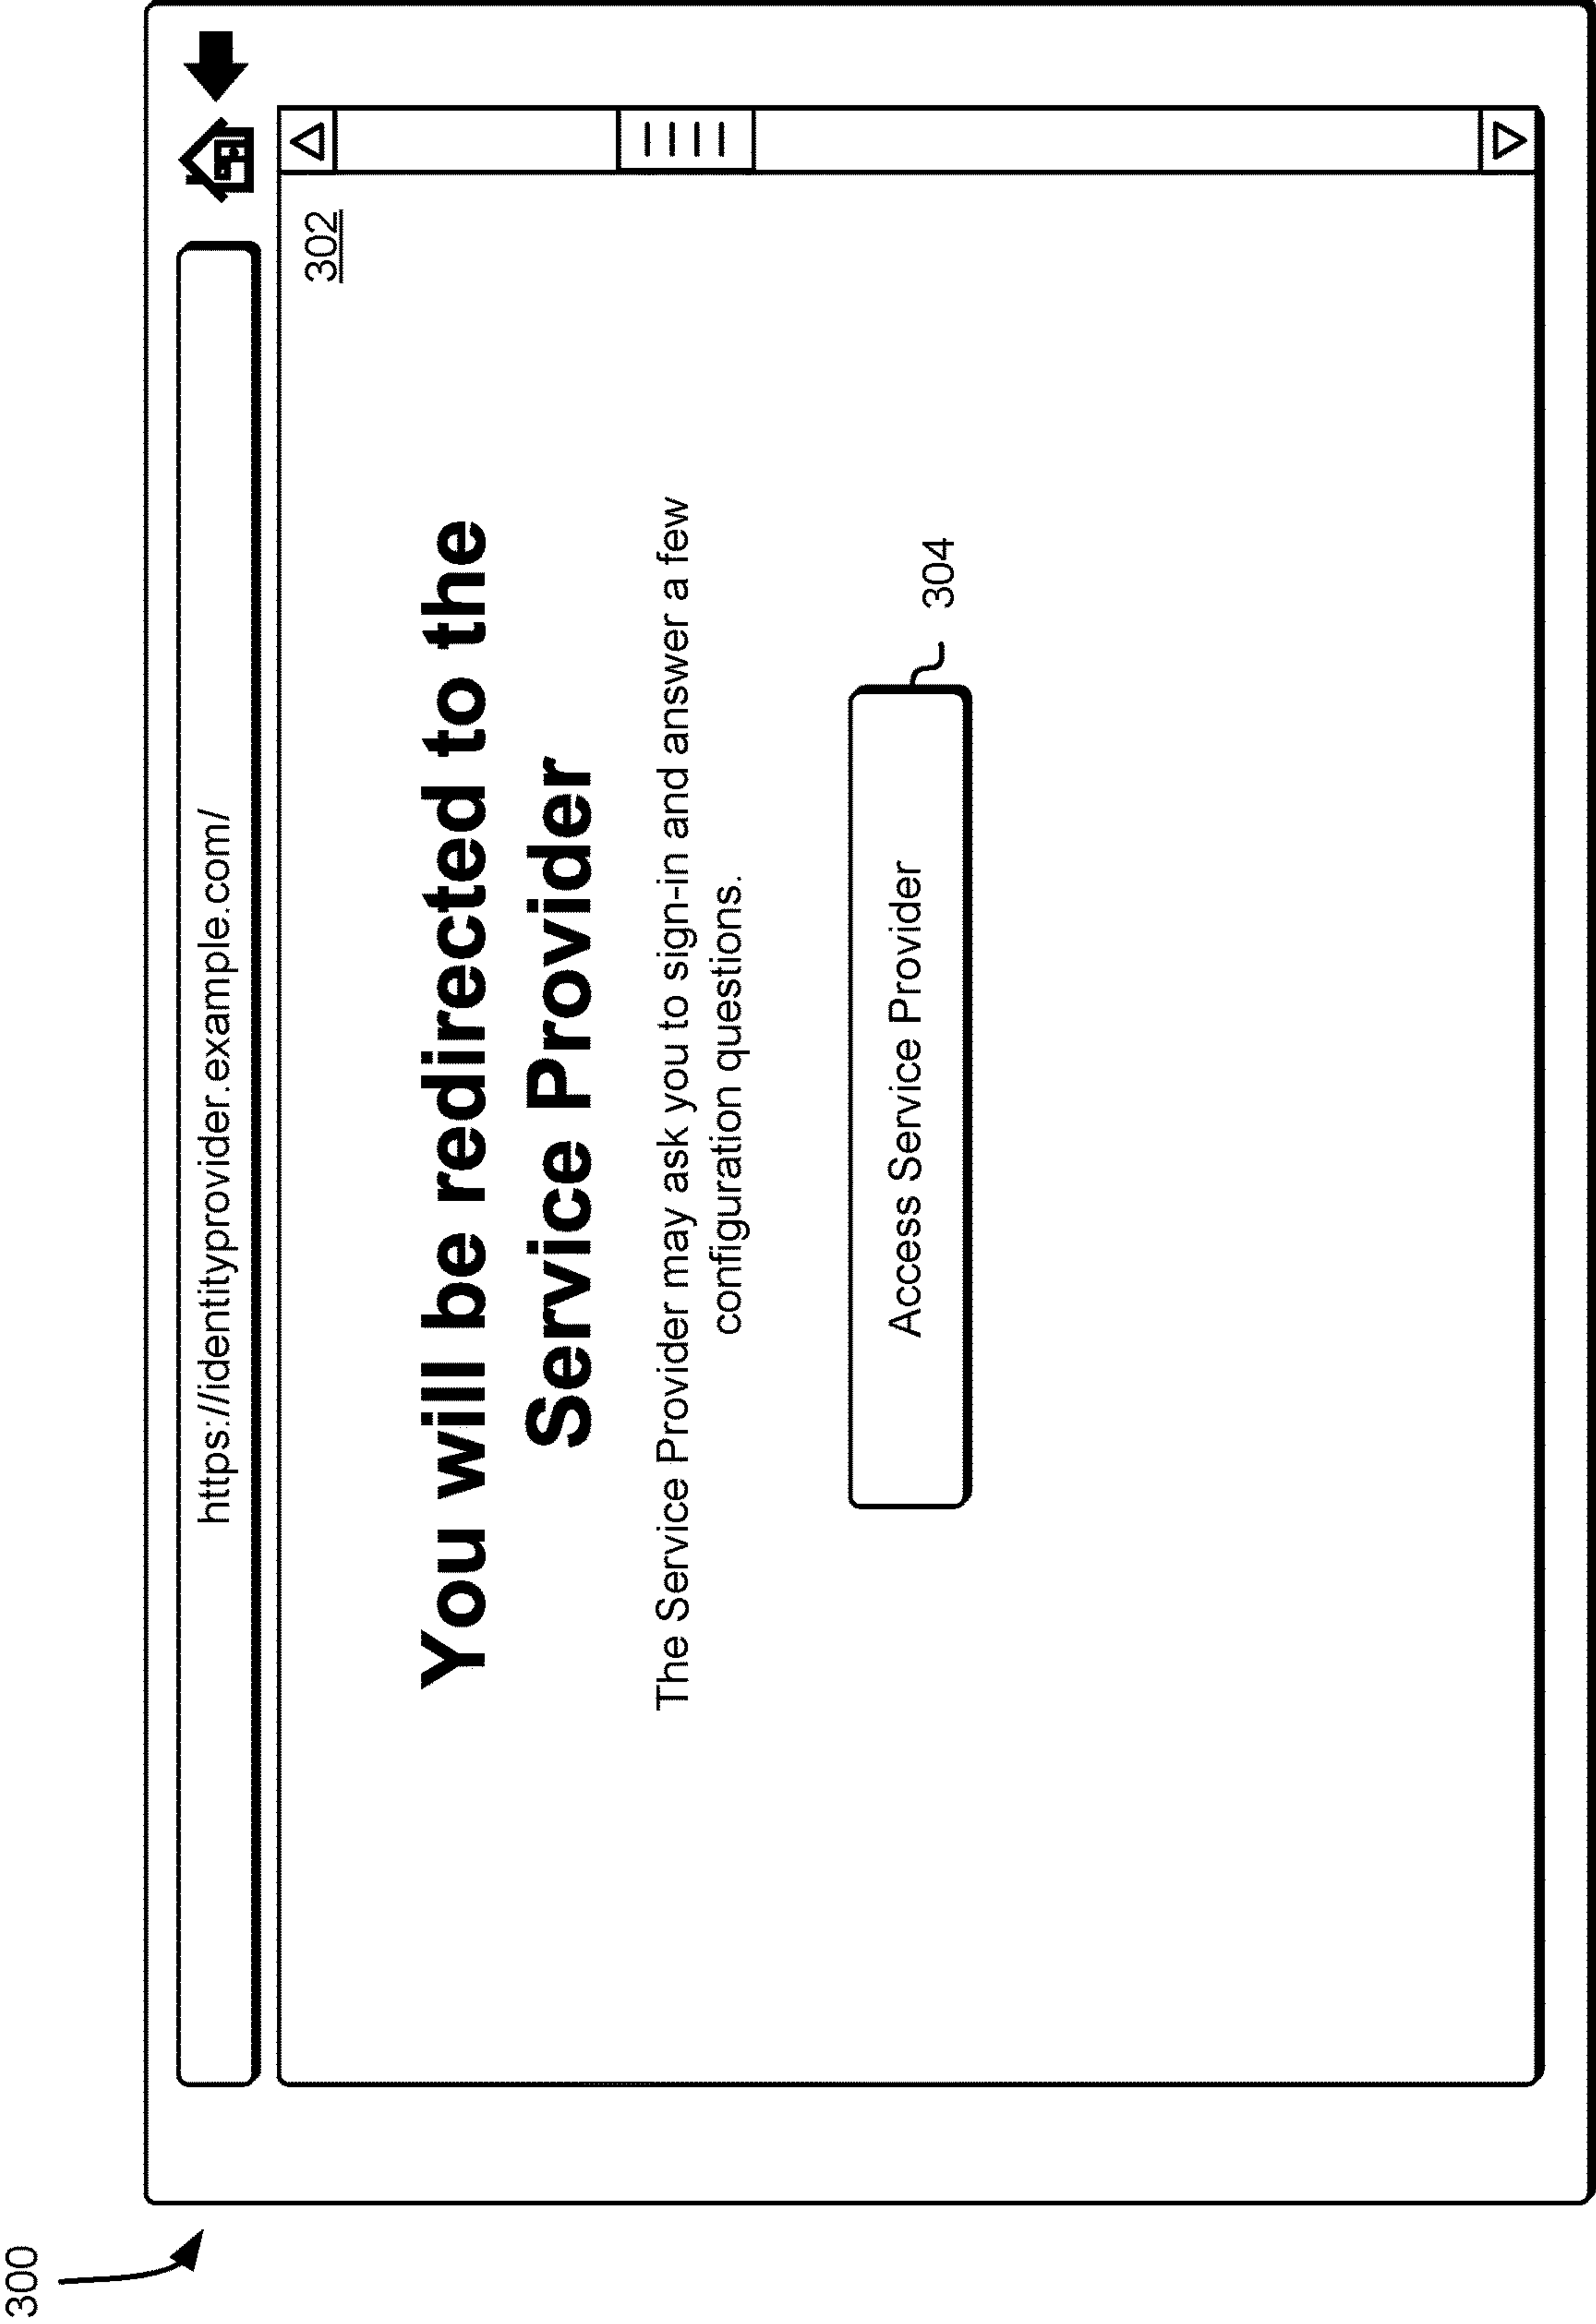 300
https://identityprovider.example.com/
302
You will be redirected to the
Service Provider
The Service Provider may ask you to sign-in and answer a few
configuration questions.
Access Service Provider
304